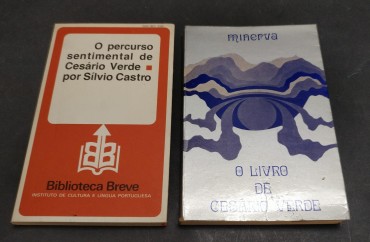 O percurso
sentimental de
Cesário Verde ■
por Sílvio Castro
Biblioteca Breve
INSTITUTO DE CULTURA E LÍNGUA PORTUGUESA
minerva
O LIVRO
DE
CESÁRIO VERDE